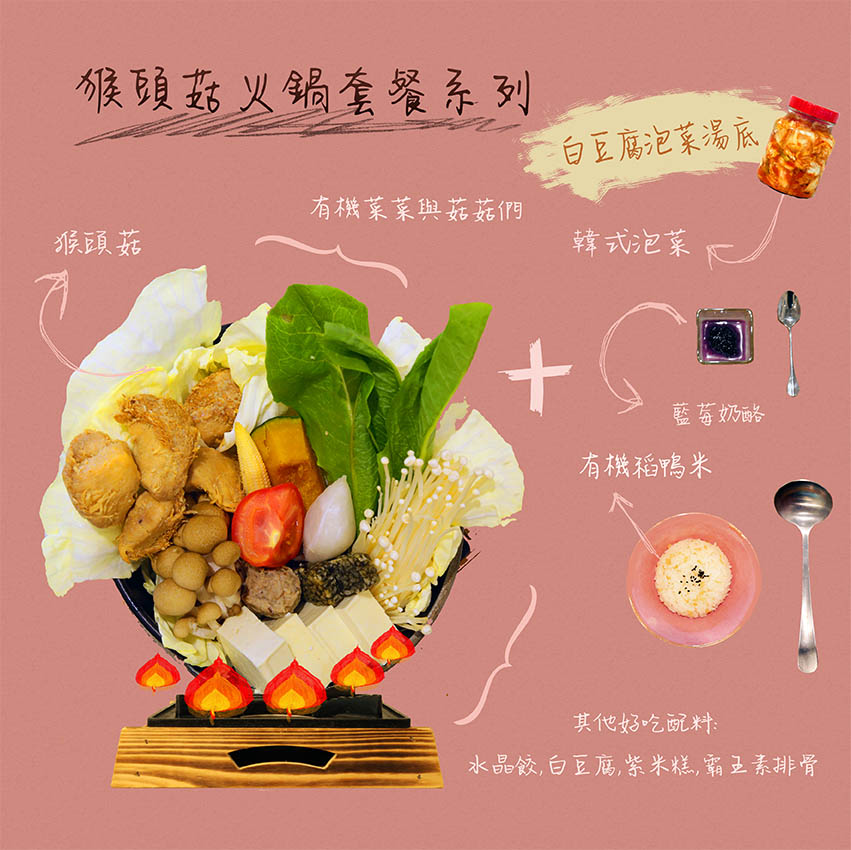 猴頭菇火鍋套餐系列
白豆腐泡菜湯底
有機菜菜與菇菇們
猴頭菇
韓式泡菜
藍莓奶酪
有機稻鴨米
其他好吃配料:
水晶餃,白豆腐,紫米糕,霸王素排骨